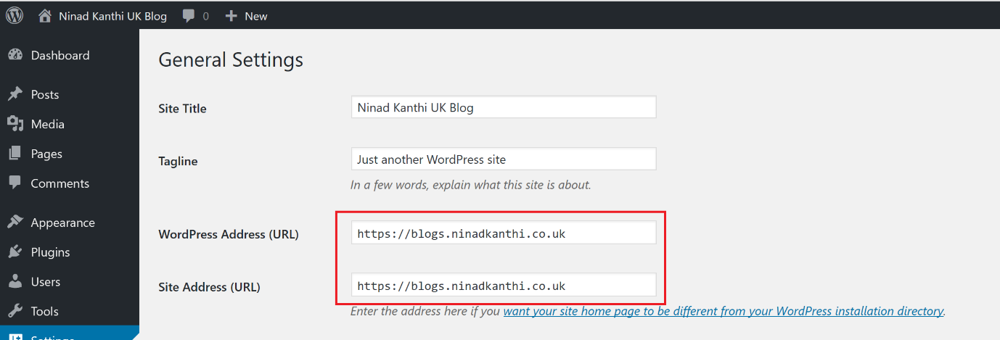 Ninad Kanthi UK Blog 0 New
Dashboard
Posts
Media
Pages
Comments
Appearance
Plugins
Users
Tools
Settings
General Settings
Site Title Ninad Kanthi UK Blog
Tagline Just another WordPress site
In a few words, explain what this site is about.
WordPress Address (URL) https://blogs.ninadkanthi.co.uk
Site Address (URL) https://blogs.ninadkanthi.co.uk
Enter the address here if you want your site home page to be different from your WordPress installation directory.